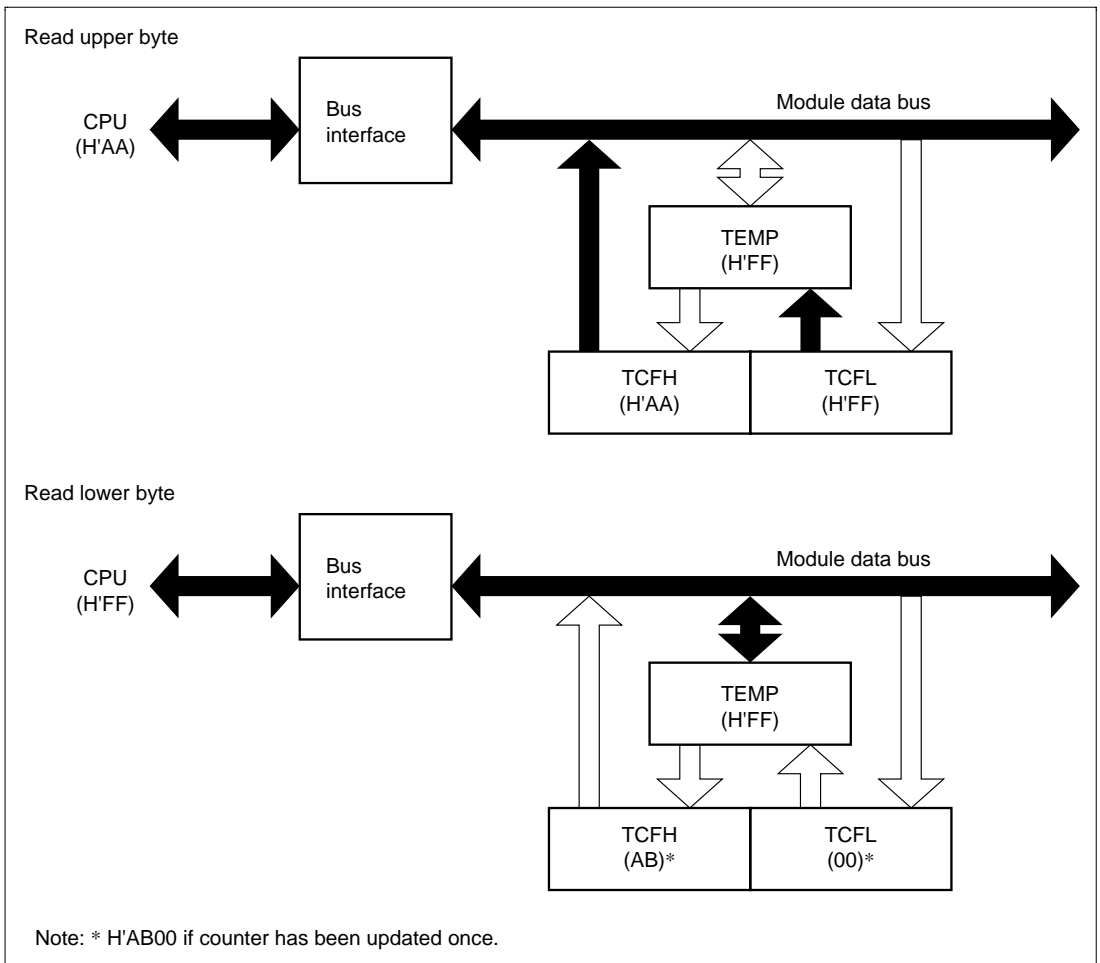 Read upper byte
CPU
(H'AA)
Bus
interface
Module data bus
TEMP
(H'FF)
TCFH
(H'AA)
TCFL
(H'FF)
Read lower byte
CPU
(H'FF)
Bus
interface
Module data bus
TEMP
(H'FF)
TCFH
(AB)*
TCFL
(00)*
Note: * H'AB00 if counter has been updated once.